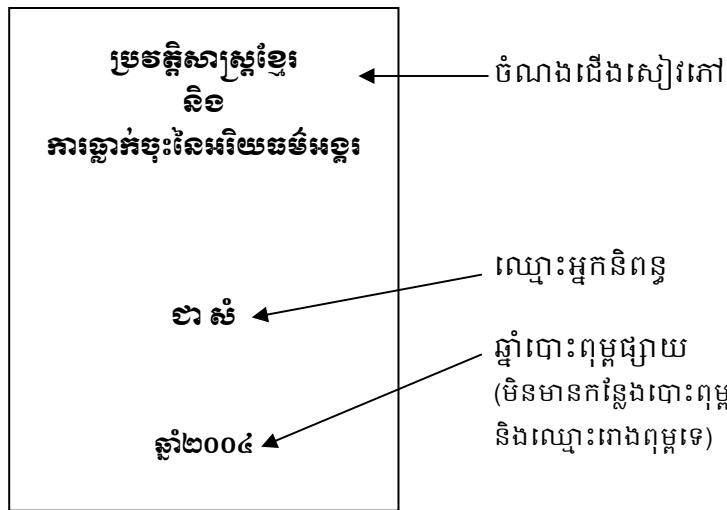 ប្រវត្តិសាស្ត្រខ្មែរ
និង
ការធ្លាក់ចុះនៃអរិយធម៌អង្គរ
ចំណងជើងសៀវភៅ
ជា សំ
ឈ្មោះអ្នកនិពន្ធ
ឆ្នាំ២០០៤
ឆ្នាំបោះពុម្ពផ្សាយ
(មិនមានកន្លែងបោះពុម្ព
និងឈ្មោះរោងពុម្ពទេ)